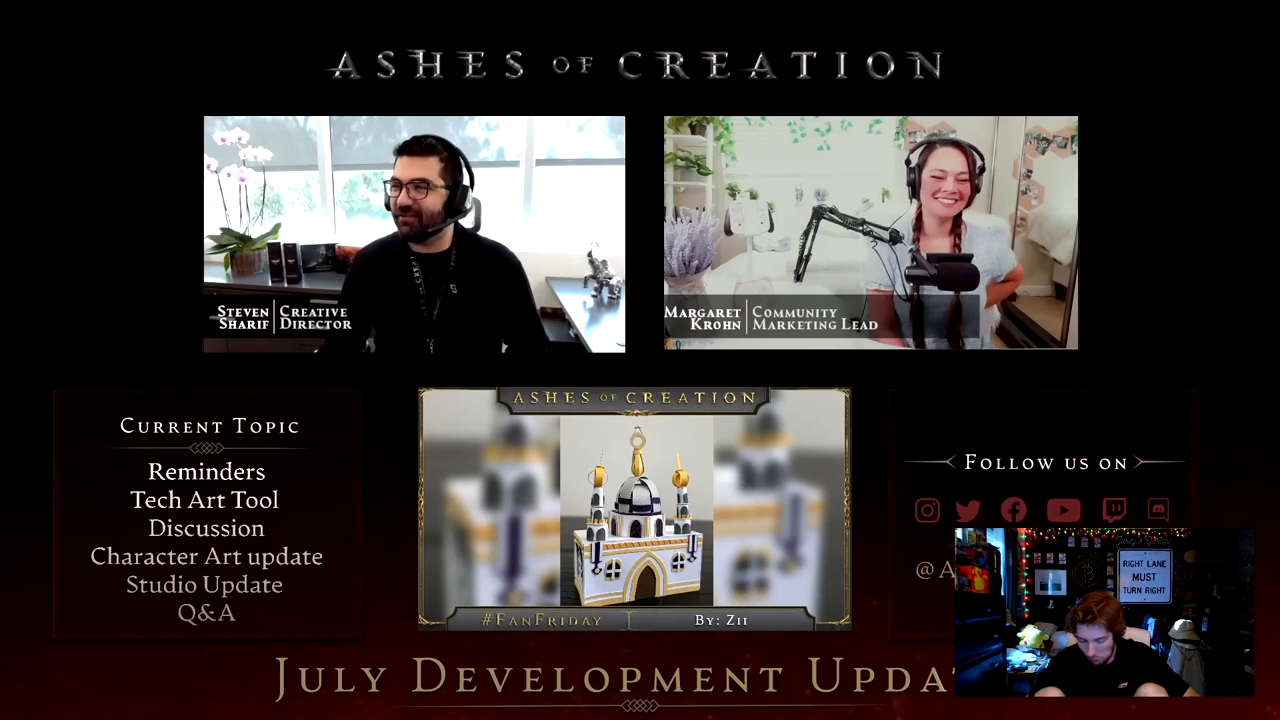 ASHES OF CREATION
STEVEN SHARIF
CREATIVE DIRECTOR
MARGARET KROHN
COMMUNITY MARKETING LEAD
CURRENT TOPIC
Reminders
Tech Art Tool
Discussion
Character Art update
Studio Update
Q&A
ASHES OF CREATION
#FANFRIDAY
BY: ZII
FOLLOW US ON
@A
RIGHT LANE
MUST
TURN RIGHT
JULY DEVELOPMENT UPDA